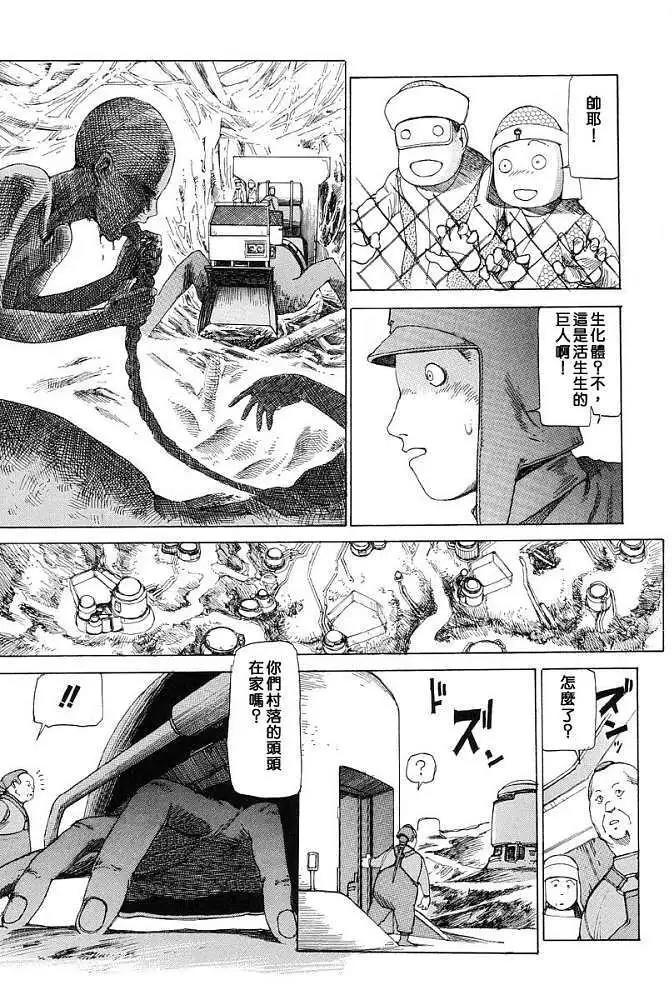 帥耶！
生化體？不，
這是活生生的
巨人啊！
怎麼了？
ズン
ズン
？
你們村落的頭頭
在家嗎？
!!